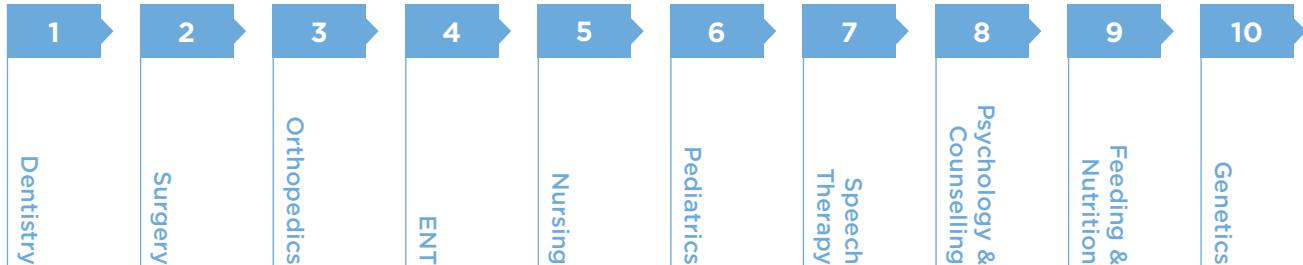 1
Dentistry
2
Surgery
3
Orthopedics
4
ENT
5
Nursing
6
Pediatrics
7
Speech
Therapy
8
Psychology &
Counselling
9
Feeding &
Nutrition
10
Genetics